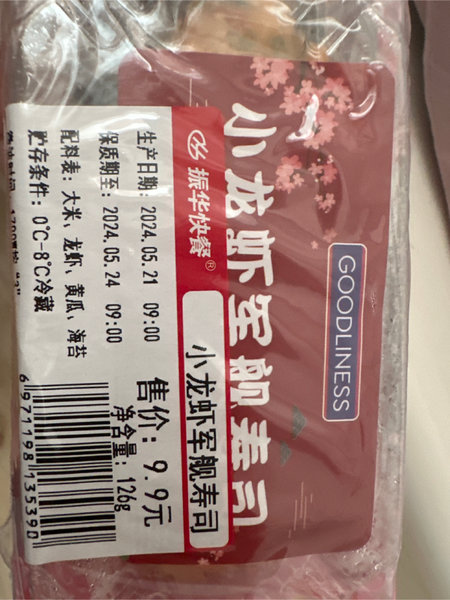 GOODLINESS
小龙虾军舰寿司
振华快餐®
小龙虾军舰寿司
生产日期: 2024.05.21 09:00
保质期至: 2024.05.24 09:00
配料表: 大米、龙虾、黄瓜、海苔
贮存条件: 0℃-8℃冷藏
售价: 9.9元
净含量: 126g
6971198135390